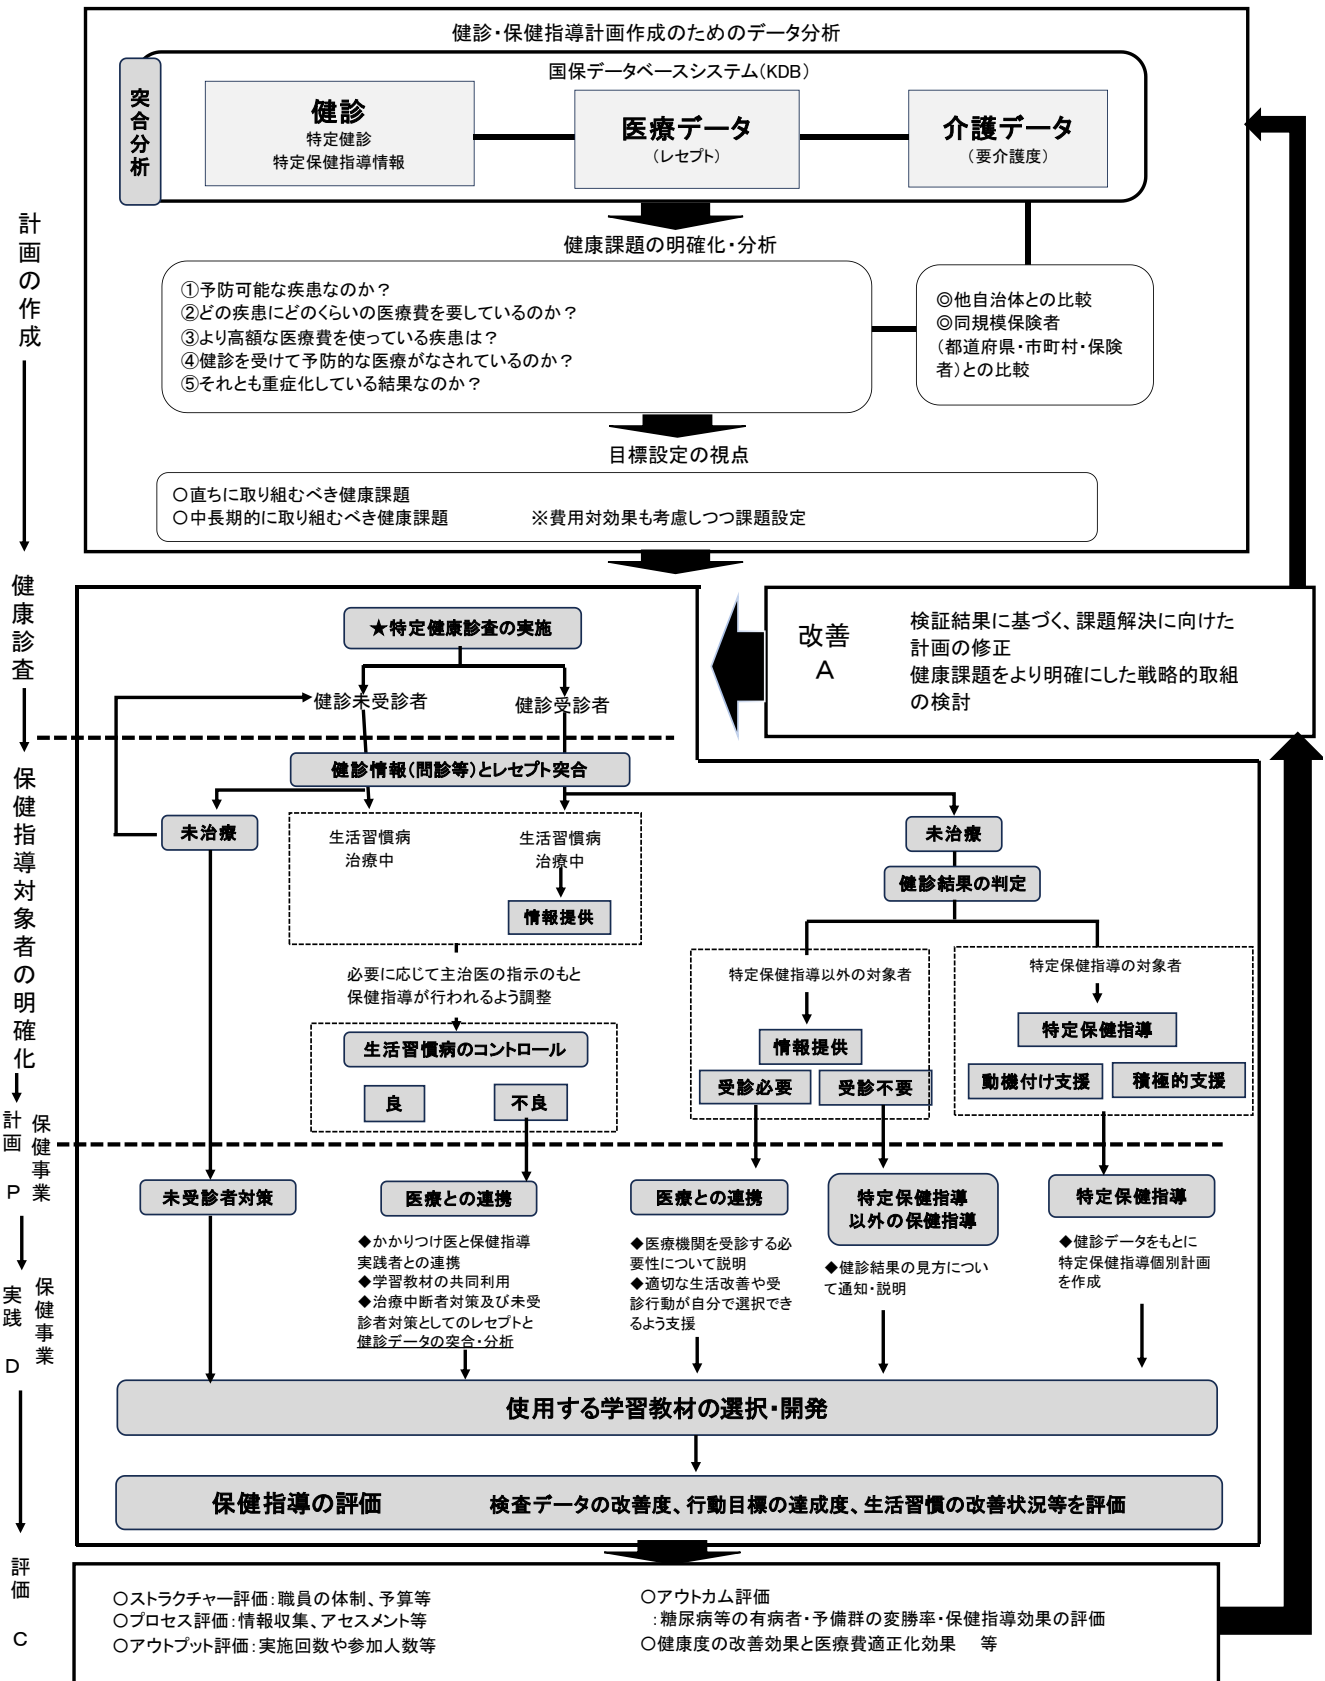 健診・保健指導計画作成のためのデータ分析
国保データベースシステム(KDB)
突合分析
健診
特定健診
特定保健指導情報
医療データ
(レセプト)
介護データ
(要介護度)
計画の作成
健康課題の明確化・分析
①予防可能な疾患なのか？
②どの疾患にどのくらいの医療費を要しているのか？
③より高額な医療費を使っている疾患は？
④健診を受けて予防的な医療がなされているのか？
⑤それとも重症化している結果なのか？
◎他自治体との比較
◎同規模保険者
(都道府県・市町村・保険
者)との比較
目標設定の視点
○直ちに取り組むべき健康課題
○中長期的に取り組むべき健康課題 ※費用対効果も考慮しつつ課題設定
健康診査
★特定健康診査の実施
改善
A
検証結果に基づく、課題解決に向けた
計画の修正
健康課題をより明確にした戦略的取組
の検討
健診未受診者
健診受診者
保健指導対象者の明確化
健診情報(問診等)とレセプト突合
未治療
生活習慣病
治療中
生活習慣病
治療中
情報提供
未治療
健診結果の判定
必要に応じて主治医の指示のもと
保健指導が行われるよう調整
特定保健指導以外の対象者
特定保健指導の対象者
生活習慣病のコントロール
良
不良
情報提供
受診必要
受診不要
特定保健指導
動機付け支援
積極的支援
計画 P
保健事業
未受診者対策
医療との連携
医療との連携
特定保健指導
以外の保健指導
特定保健指導
実践 D
保健事業
◆かかりつけ医と保健指導
実践者との連携
◆学習教材の共同利用
◆治療中断者対策及び未受
診者対策としてのレセプトと
健診データの突合・分析
◆医療機関を受診する必
要性について説明
◆適切な生活改善や受
診行動が自分で選択でき
るよう支援
◆健診結果の見方につい
て通知・説明
◆健診データをもとに
特定保健指導個別計画
を作成
使用する学習教材の選択・開発
保健指導の評価 検査データの改善度、行動目標の達成度、生活習慣の改善状況等を評価
評価 C
○ストラクチャー評価：職員の体制、予算等
○プロセス評価：情報収集、アセスメント等
○アウトプット評価：実施回数や参加人数等
○アウトカム評価
：糖尿病等の有病者・予備群の変勝率・保健指導効果の評価
○健康度の改善効果と医療費適正化効果 等